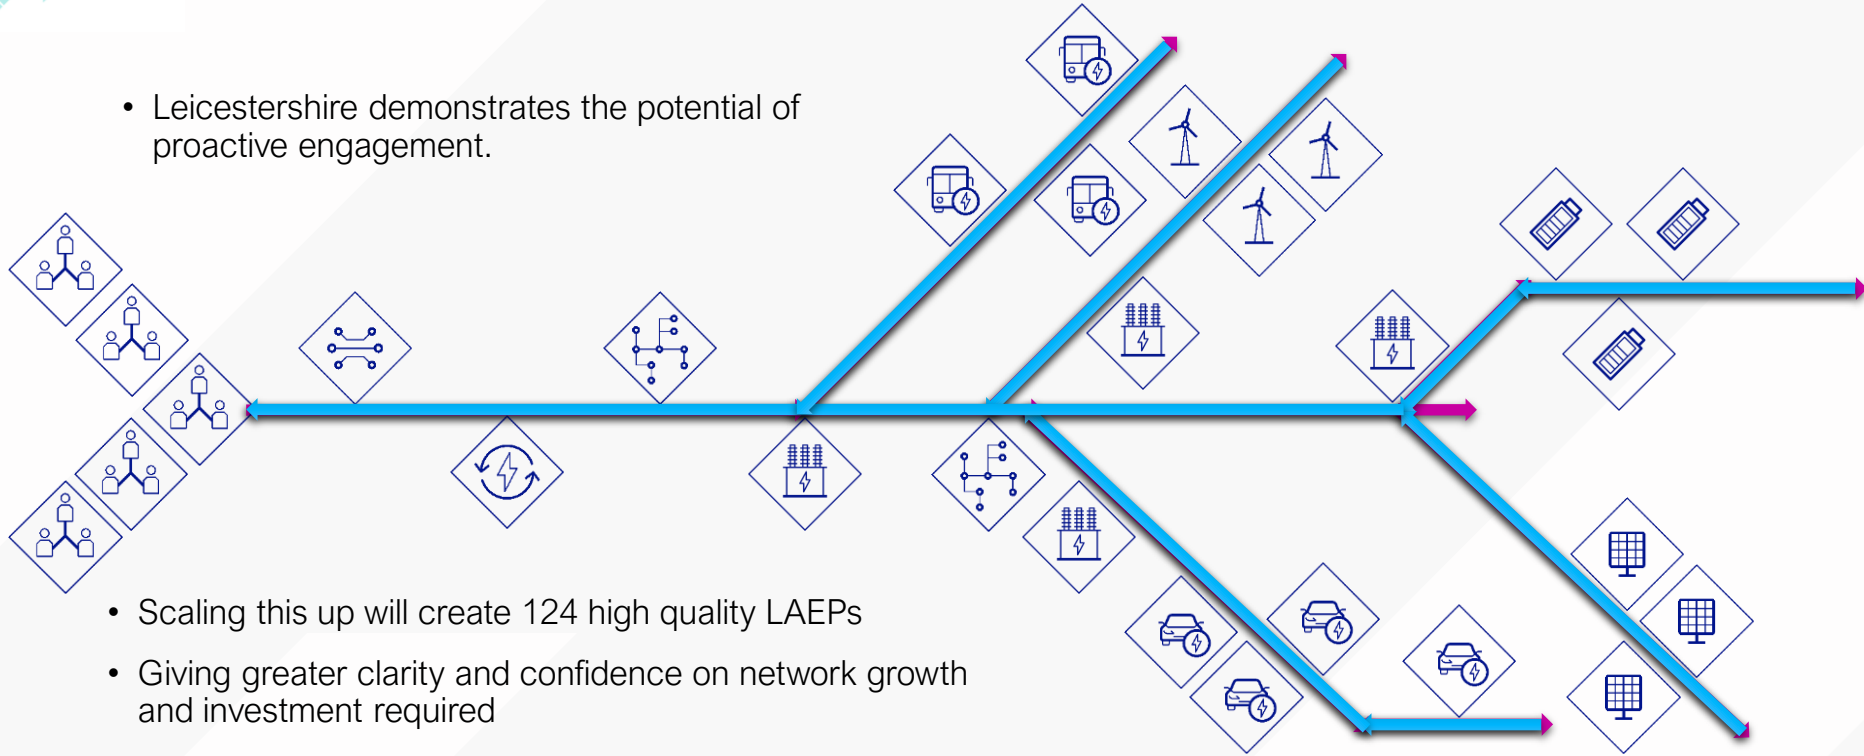 • Leicestershire demonstrates the potential of
proactive engagement.
• Scaling this up will create 124 high quality LAEPs
• Giving greater clarity and confidence on network growth
and investment required